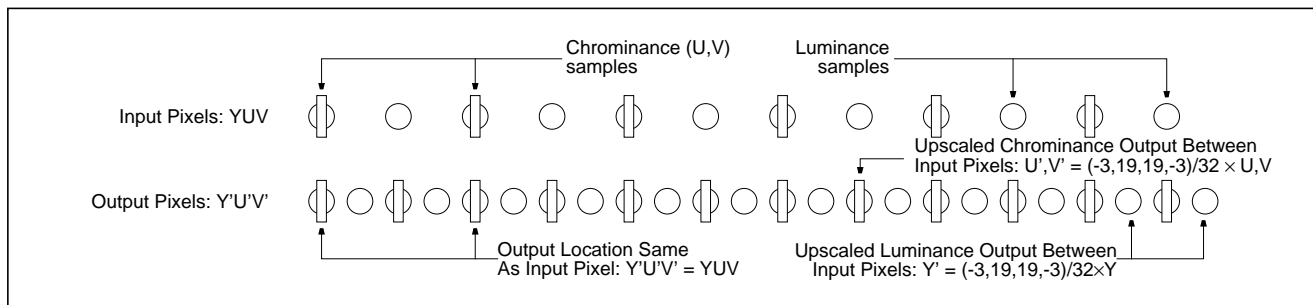 Chrominance (U,V)
samples
Luminance
samples
Input Pixels: YUV
Upscaled Chrominance Output Between
Input Pixels: U',V' = (-3,19,19,-3)/32 × U,V
Output Pixels: Y'U'V'
Output Location Same
As Input Pixel: Y'U'V' = YUV
Upscaled Luminance Output Between
Input Pixels: Y' = (-3,19,19,-3)/32×Y